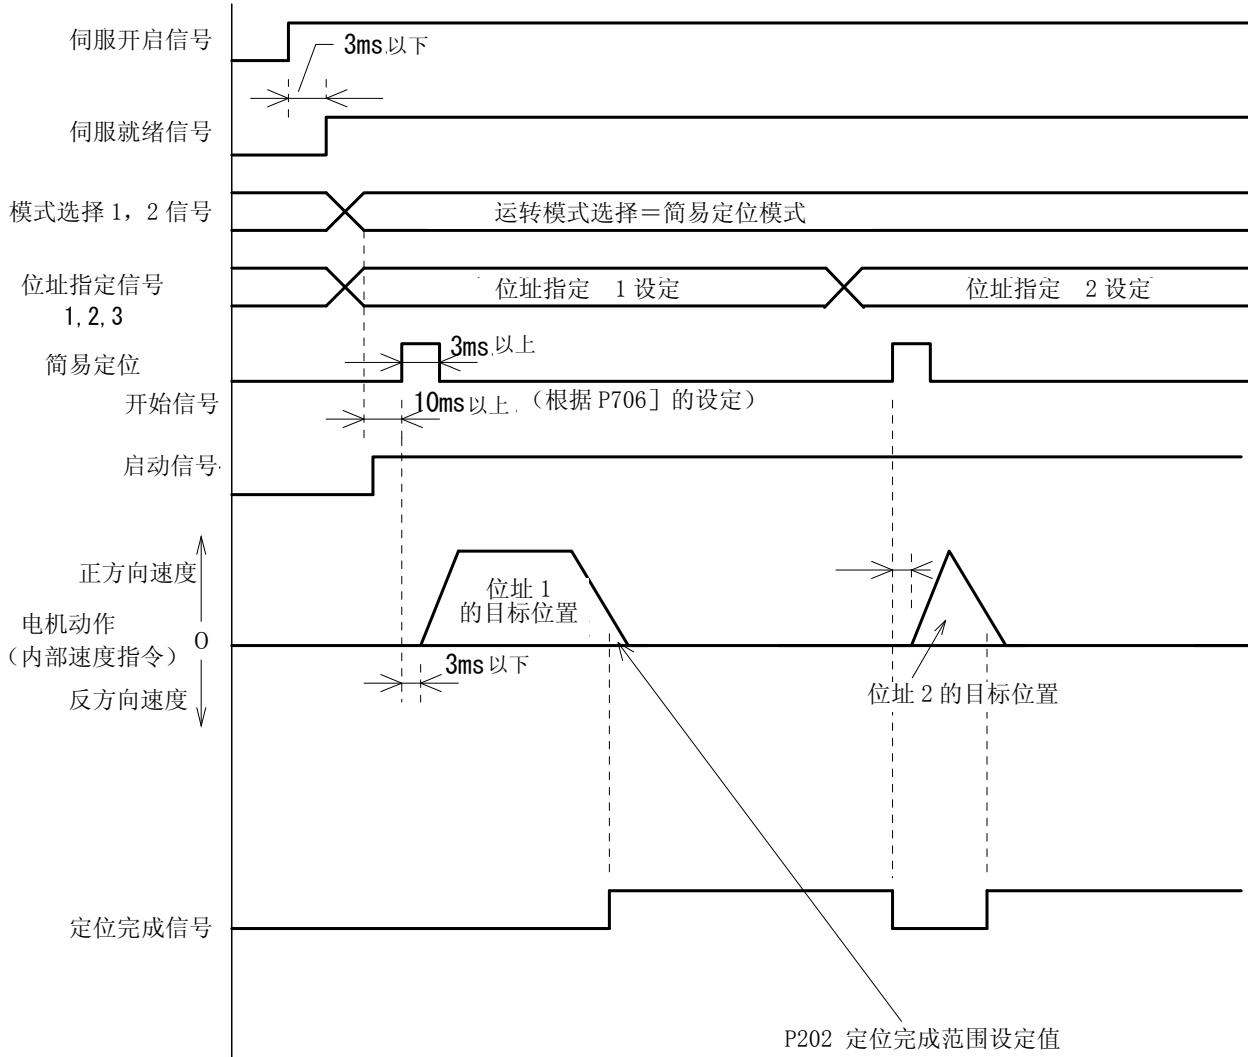 伺服开启信号
3ms以下
伺服就绪信号
模式选择1，2信号
运转模式选择＝简易定位模式
位址指定信号
1,2,3
位址指定 1设定
位址指定 2设定
简易定位
3ms以上
开始信号
10ms以上
（根据P706］的设定）
启动信号
正方向速度
位址1
的目标位置
电机动作
0
（内部速度指令）
3ms以下
反方向速度
位址2的目标位置
定位完成信号
P202 定位完成范围设定值